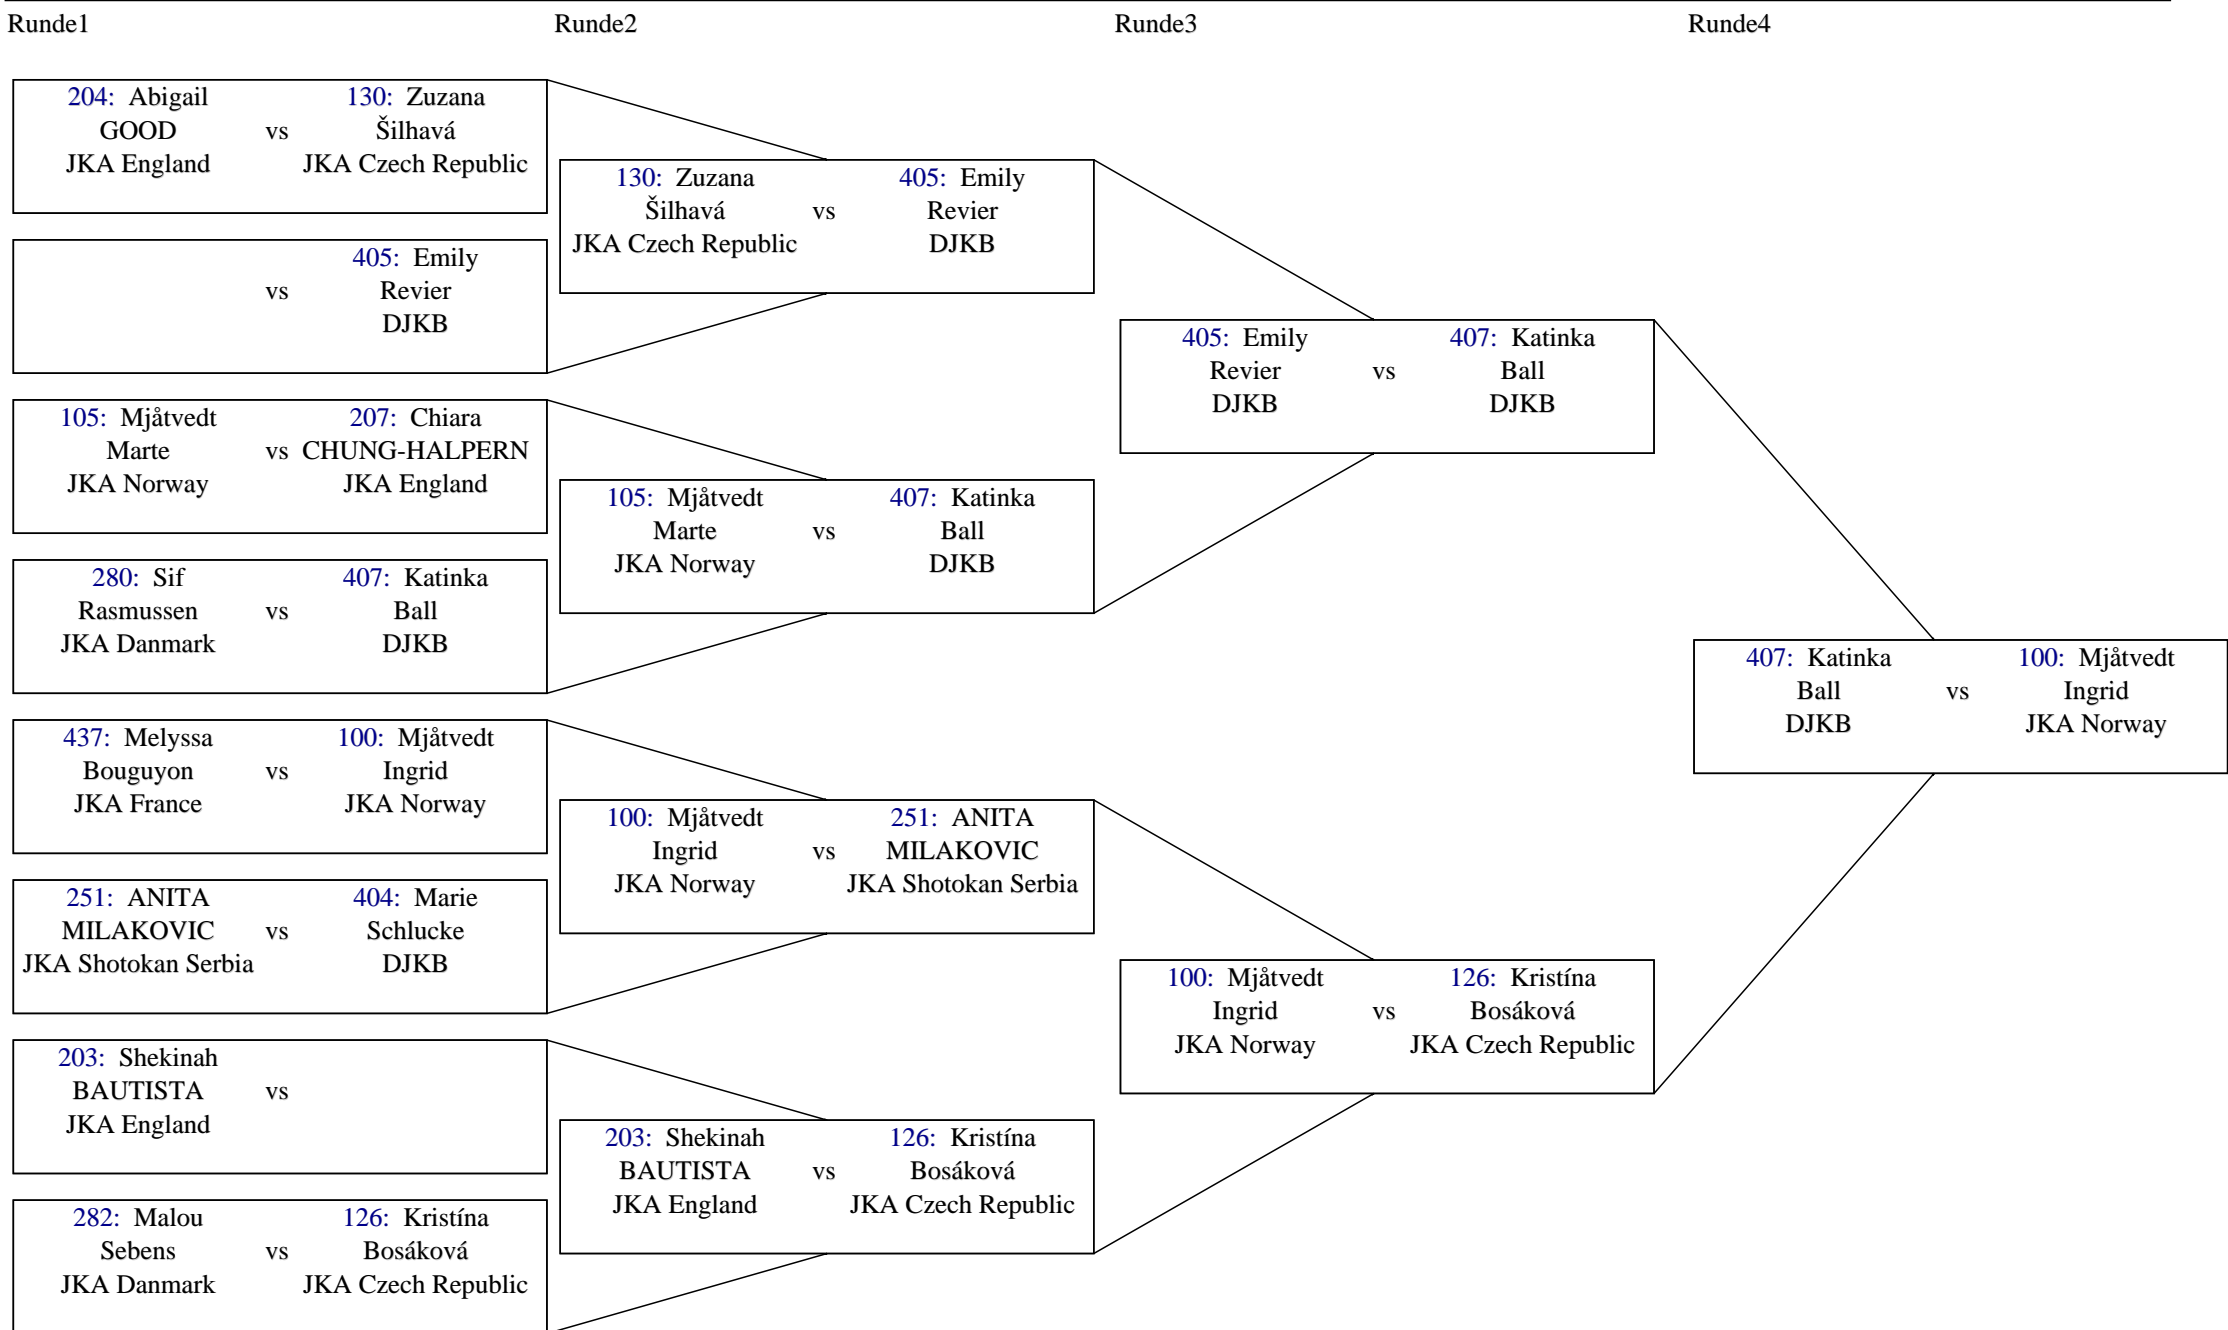 Runde1 Runde2 Runde3 Runde4
204: Abigail 130: Zuzana
GOOD vs Šilhavá
JKA England JKA Czech Republic
405: Emily
vs Revier
DJKB
105: Mjåtvedt 207: Chiara
Marte vs CHUNG-HALPERN
JKA Norway JKA England
280: Sif 407: Katinka
Rasmussen vs Ball
JKA Danmark DJKB
437: Melyssa 100: Mjåtvedt
Bouguyon vs Ingrid
JKA France JKA Norway
251: ANITA 404: Marie
MILAKOVIC vs Schlucke
JKA Shotokan Serbia DJKB
203: Shekinah
BAUTISTA vs
JKA England
282: Malou 126: Kristína
Sebens vs Bosáková
JKA Danmark JKA Czech Republic
130: Zuzana 405: Emily
Šilhavá vs Revier
JKA Czech Republic DJKB
105: Mjåtvedt 407: Katinka
Marte vs Ball
JKA Norway DJKB
100: Mjåtvedt 251: ANITA
Ingrid vs MILAKOVIC
JKA Norway JKA Shotokan Serbia
203: Shekinah 126: Kristína
BAUTISTA vs Bosáková
JKA England JKA Czech Republic
405: Emily 407: Katinka
Revier vs Ball
DJKB DJKB
100: Mjåtvedt 126: Kristína
Ingrid vs Bosáková
JKA Norway JKA Czech Republic
407: Katinka 100: Mjåtvedt
Ball vs Ingrid
DJKB JKA Norway